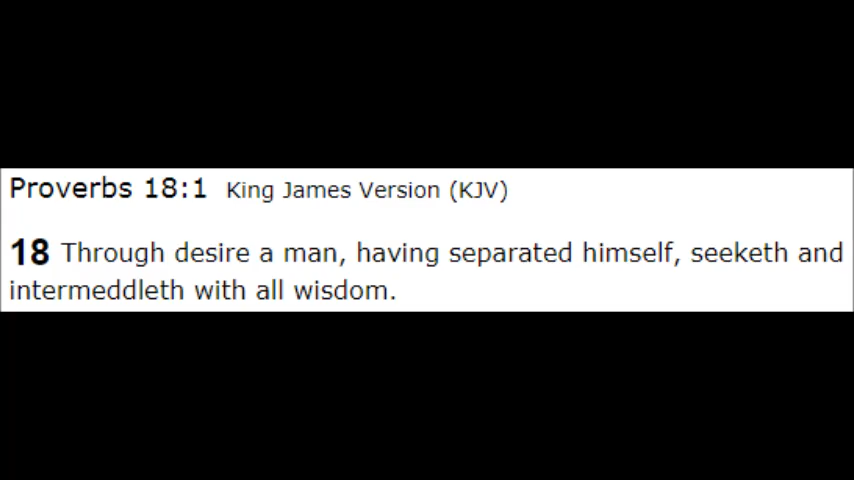 Proverbs 18:1 King James Version (KJV)
18 Through desire a man, having separated himself, seeketh and
intermeddleth with all wisdom.